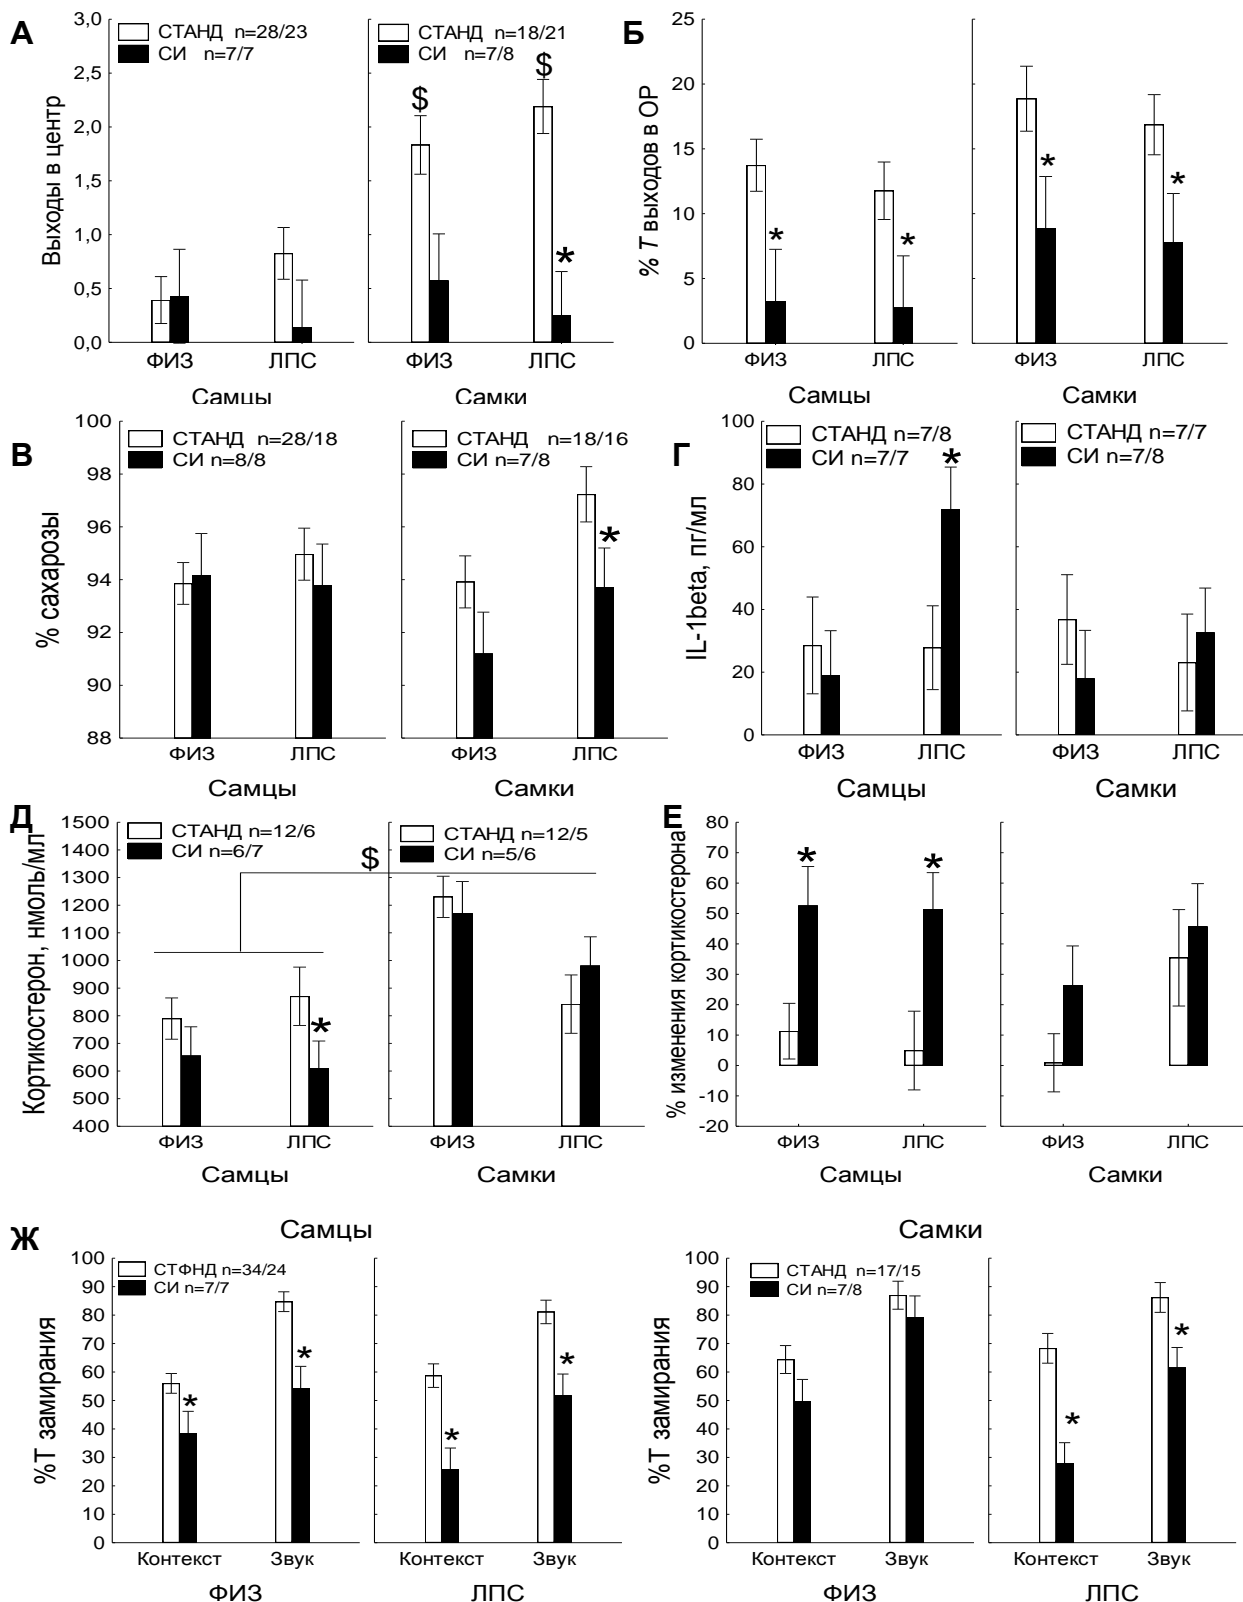 А
Выходы в центр
3,0
2,5
2,0
1,5
1,0
0,5
0,0
СТАНД n=28/23
СИ n=7/7
СТАНД n=18/21
СИ n=7/8
$
$
*
ФИЗ
ЛПС
ФИЗ
ЛПС
Самцы
Самки
Б
% T выходов в ОР
25
20
15
10
5
0
*
*
*
*
ФИЗ
ЛПС
ФИЗ
ЛПС
Самцы
Самки
В
% сахарозы
100
98
96
94
92
90
88
СТАНД n=28/18
СИ n=8/8
СТАНД n=18/16
СИ n=7/8
*
ФИЗ
ЛПС
ФИЗ
ЛПС
Самцы
Самки
Г
IL-1beta, пг/мл
100
80
60
40
20
0
СТАНД n=7/8
СИ n=7/7
СТАНД n=7/7
СИ n=7/8
*
ФИЗ
ЛПС
ФИЗ
ЛПС
Самцы
Самки
Д
Кортикостерон, нмоль/мл
1500
1400
1300
1200
1100
1000
900
800
700
600
500
400
СТАНД n=12/6
СИ n=6/7
СТАНД n=12/5
СИ n=5/6
$
*
ФИЗ
ЛПС
ФИЗ
ЛПС
Самцы
Самки
Е
% изменения кортикостерона
80
70
60
50
40
30
20
10
0
-10
-20
*
*
ФИЗ
ЛПС
ФИЗ
ЛПС
Самцы
Самки
Ж
Самцы
%Т замирания
100
90
80
70
60
50
40
30
20
10
0
СТФНД n=34/24
СИ n=7/7
*
*
*
*
Контекст
Звук
Контекст
Звук
ФИЗ
ЛПС
Самки
%Т замирания
100
90
80
70
60
50
40
30
20
10
0
СТАНД n=17/15
СИ n=7/8
*
*
Контекст
Звук
Контекст
Звук
ФИЗ
ЛПС